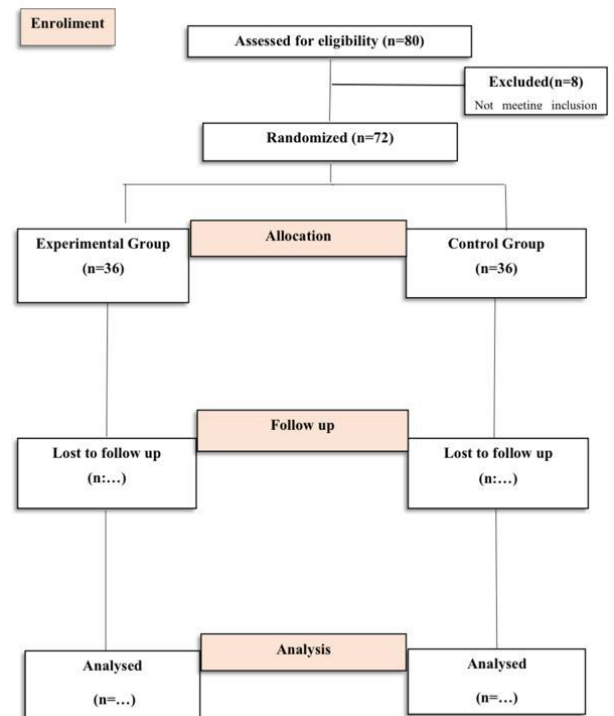 Enroliment
Assessed for eligibility (n=80)
Excluded(n=8)
Not meeting inclusion
Randomized (n=72)
Experimental Group
(n=36)
Allocation
Control Group
(n=36)
Follow up
Lost to follow up
(n:…)
Lost to follow up
(n:…)
Analysis
Analysed
(n=…)
Analysed
(n=…)